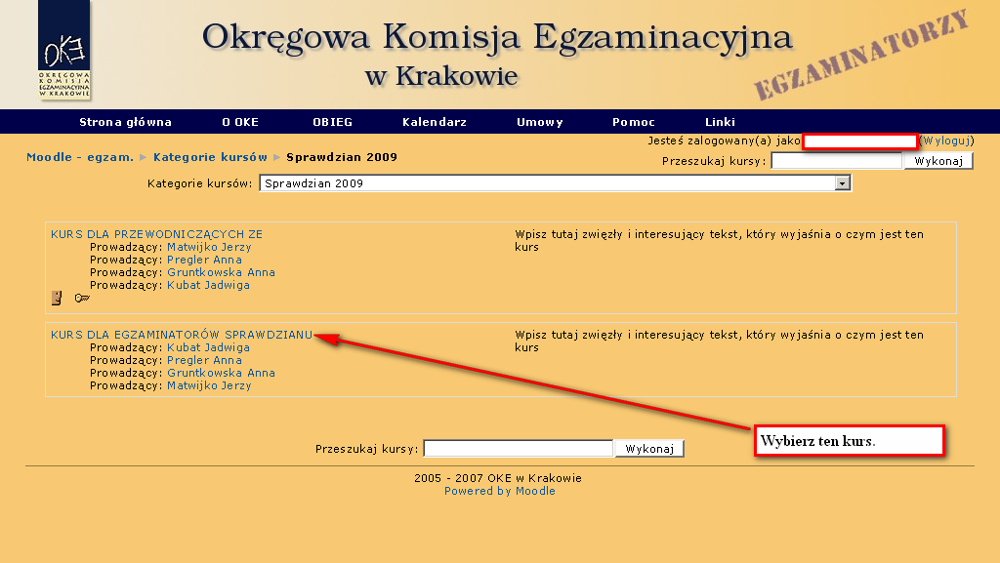 OKE
OKRĘGOWA
KOMISJA
EGZAMINACYJNA
W KRAKOWIE
Okręgowa Komisja Egzaminacyjna
w Krakowie
EGZAMINATORZY
Strona główna O OKE OBIEG Kalendarz Umowy Pomoc Linki
Jesteś zalogowany(a) jako (Wyloguj)
Moodle - egzam. ► Kategorie kursów ► Sprawdzian 2009
Przeszukaj kursy: Wykonaj
Kategorie kursów: Sprawdzian 2009
KURS DLA PRZEWODNICZĄCYCH ZE
Prowadzący: Matwijko Jerzy
Prowadzący: Pregler Anna
Prowadzący: Gruntkowska Anna
Prowadzący: Kubat Jadwiga
Wpisz tutaj zwięzły i interesujący tekst, który wyjaśnia o czym jest ten
kurs
KURS DLA EGZAMINATORÓW SPRAWDZIANU
Prowadzący: Kubat Jadwiga
Prowadzący: Pregler Anna
Prowadzący: Gruntkowska Anna
Prowadzący: Matwijko Jerzy
Wpisz tutaj zwięzły i interesujący tekst, który wyjaśnia o czym jest ten
kurs
Wybierz ten kurs.
Przeszukaj kursy: Wykonaj
2005 - 2007 OKE w Krakowie
Powered by Moodle